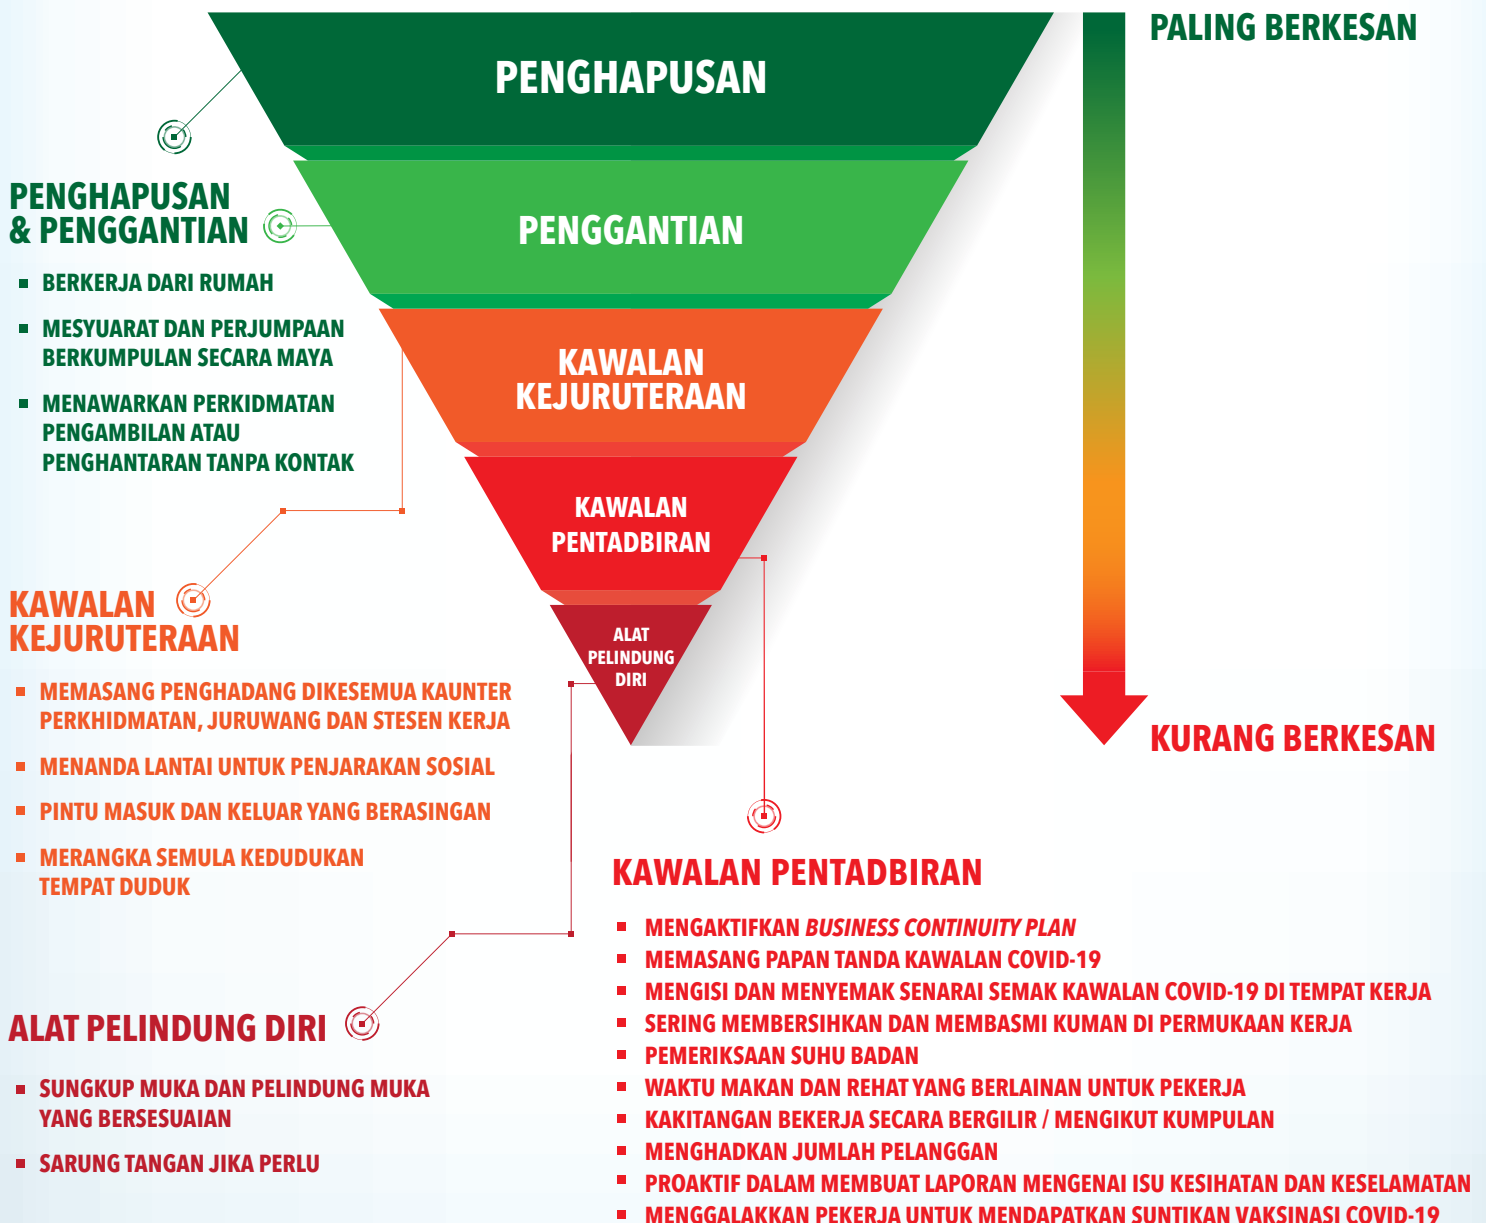 PALING BERKESAN
PENGHAPUSAN
PENGGANTIAN
KAWALAN
KEJURUTERAAN
KAWALAN
PENTADBIRAN
ALAT
PELINDUNG
DIRI
KURANG BERKESAN
PENGHAPUSAN
& PENGGANTIAN
BERKERJA DARI RUMAH
MESYUARAT DAN PERJUMPAAN
BERKUMPULAN SECARA MAYA
MENAWARKAN PERKIDMATAN
PENGAMBILAN ATAU
PENGHANTARAN TANPA KONTAK
KAWALAN
KEJURUTERAAN
MEMASANG PENGHADANG DIKESEMUA KAUNTER
PERKHIDMATAN, JURUWANG DAN STESEN KERJA
MENANDA LANTAI UNTUK PENJARAKAN SOSIAL
PINTU MASUK DAN KELUAR YANG BERASINGAN
MERANGKA SEMULA KEDUDUKAN
TEMPAT DUDUK
ALAT PELINDUNG DIRI
SUNGKUP MUKA DAN PELINDUNG MUKA
YANG BERSESUAIAN
SARUNG TANGAN JIKA PERLU
KAWALAN PENTADBIRAN
MENGAKTIFKAN BUSINESS CONTINUITY PLAN
MEMASANG PAPAN TANDA KAWALAN COVID-19
MENGISI DAN MENYEMAK SENARAI SEMAK KAWALAN COVID-19 DI TEMPAT KERJA
SERING MEMBERSIHKAN DAN MEMBASMI KUMAN DI PERMUKAAN KERJA
PEMERIKSAAN SUHU BADAN
WAKTU MAKAN DAN REHAT YANG BERLAINAN UNTUK PEKERJA
KAKITANGAN BEKERJA SECARA BERGILIR / MENGIKUT KUMPULAN
MENGHADKAN JUMLAH PELANGGAN
PROAKTIF DALAM MEMBUAT LAPORAN MENGENAI ISU KESIHATAN DAN KESELAMATAN
MENGGALAKKAN PEKERJA UNTUK MENDAPATKAN SUNTIKAN VAKSINASI COVID-19